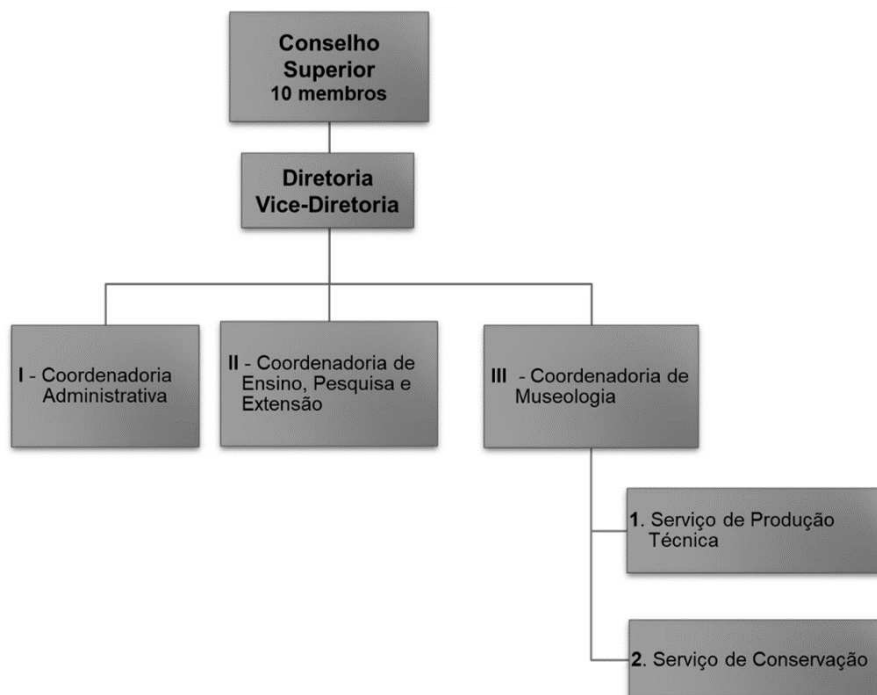 Conselho
Superior
10 membros
Diretoria
Vice-Diretoria
I - Coordenadoria
Administrativa
II - Coordenadoria de
Ensino, Pesquisa e
Extensão
III - Coordenadoria de
Museologia
1. Serviço de Produção
Técnica
2. Serviço de Conservação